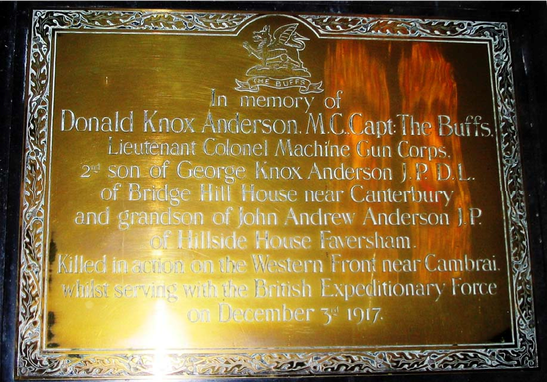 THE BUFFS
In memory of
Donald Knox Anderson. M.C. Capt: The Buffs.
Lieutenant Colonel Machine Gun Corps.
2nd son of George Knox Anderson J.P. D.L.
of Bridge Hill House near Canterbury
and grandson of John Andrew Anderson J.P.
of Hillside House Faversham.
Killed in action on the Western Front near Cambrai.
whilst serving with the British Expeditionary Force
on December 3rd 1917.